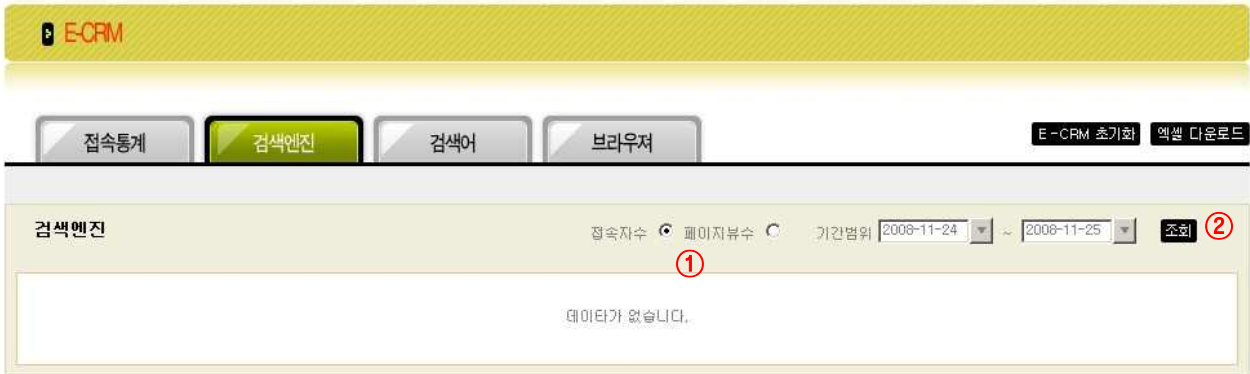 E-CRM
접속통계 검색엔진 검색어 브라우져 E-CRM 초기화 엑셀 다운로드
검색엔진 접속자수 페이지뷰수 기간범위 2008-11-24 ~ 2008-11-25 조회 ②
①
데이타가 없습니다.